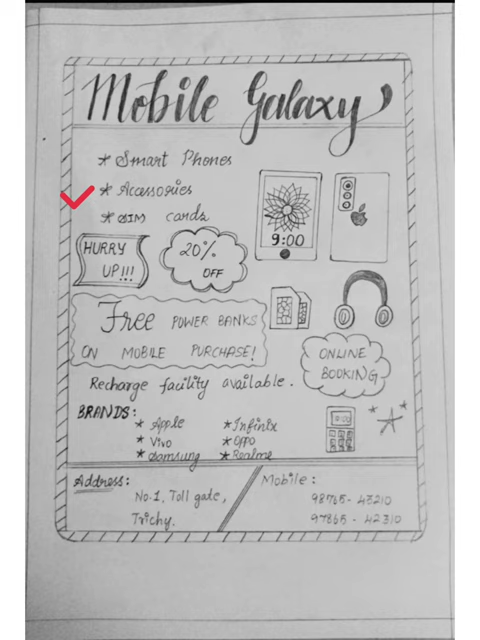 Mobile Galaxy
* Smart Phones
* Acassories
* SIM cards
9:00
HURRY
UP!!!
20%
OFF
Free POWER BANKS
ON MOBILE PURCHASE!
ONLINE
BOOKING
Recharge facility available.
BRANDS:
* Apple * Infinix
* Vivo * Oppo
* Samsung * Realme
Address:
No.1, Toll gate,
Trichy.
Mobile:
98765-43210
97865-42310